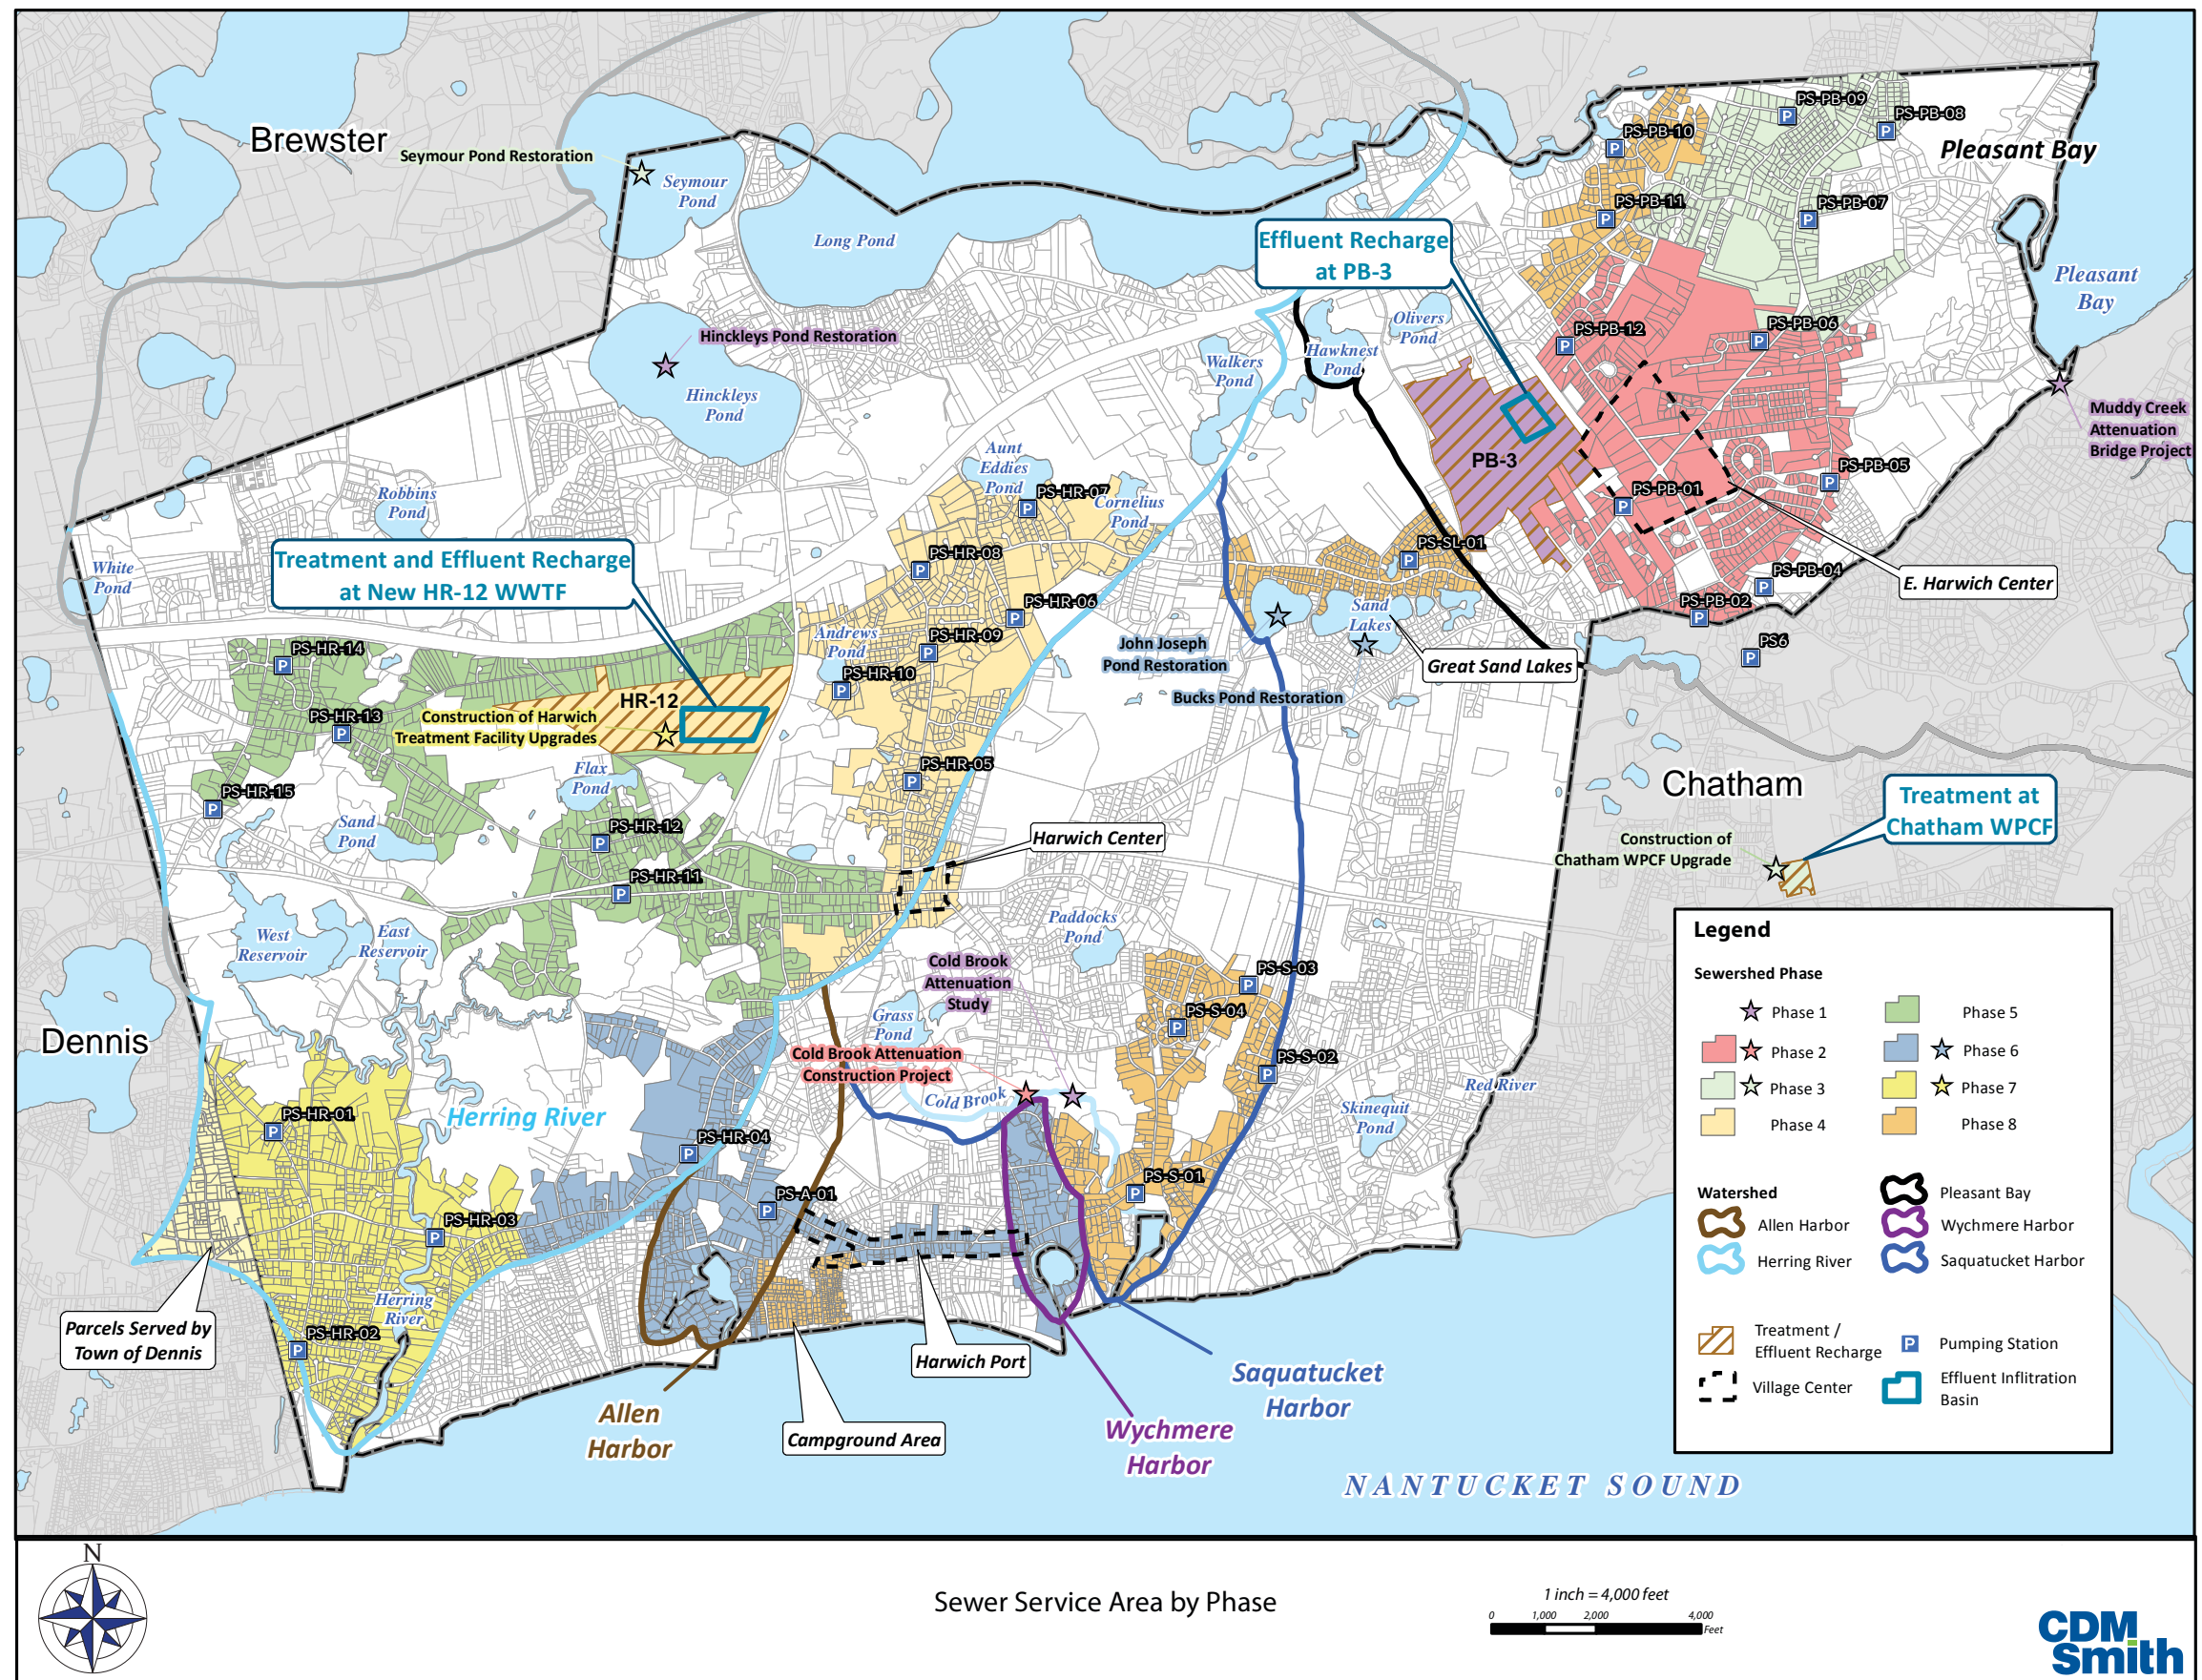 Brewster
Seymour Pond Restoration
Seymour
Pond
Long Pond
Hinckleys Pond Restoration
Hinckleys
Pond
Effluent Recharge
at PB-3
PS-PB-09
PS-PB-08
PS-PB-10
Pleasant Bay
PS-PB-11
PS-PB-07
Pleasant
Bay
Olivers
Pond
PS-PB-12
PS-PB-06
Walkers
Pond
Hawknest
Pond
Muddy Creek
Attenuation
Bridge Project
PB-3
PS-PB-05
PS-PB-01
Aunt
Eddies
Pond
PS-HR-07
Cornelius
Pond
Robbins
Pond
White
Pond
Treatment and Effluent Recharge
at New HR-12 WWTF
PS-HR-08
PS-SL-01
PS-PB-04
E. Harwich Center
PS-HR-06
PS-PB-02
Sand
Lakes
Andrews
Pond
PS-HR-09
John Joseph
Pond Restoration
PS6
PS-HR-14
Great Sand Lakes
PS-HR-10
HR-12
Bucks Pond Restoration
PS-HR-13
Construction of Harwich
Treatment Facility Upgrades
Flax
Pond
PS-HR-05
Chatham
PS-HR-15
Treatment at
Chatham WPCF
Sand
Pond
PS-HR-12
Harwich Center
Construction of
Chatham WPCF Upgrade
PS-HR-11
West
Reservoir
East
Reservoir
Paddocks
Pond
Cold Brook
Attenuation
Study
PS-S-03
Grass
Pond
PS-S-04
Dennis
Cold Brook Attenuation
Construction Project
PS-S-02
Red River
Cold Brook
Skinequit
Pond
PS-HR-01
Herring River
PS-HR-04
PS-S-01
PS-A-01
PS-HR-03
Herring
River
PS-HR-02
Parcels Served by
Town of Dennis
Harwich Port
Campground Area
Allen
Harbor
Saquatucket
Harbor
Wychmere
Harbor
NANTUCKET SOUND
Legend
Sewershed Phase
Phase 1
Phase 2
Phase 3
Phase 4
Phase 5
Phase 6
Phase 7
Phase 8
Watershed
Allen Harbor
Herring River
Pleasant Bay
Wychmere Harbor
Saquatucket Harbor
Treatment /
Effluent Recharge
P Pumping Station
Village Center
Effluent Inflitration
Basin
N
Sewer Service Area by Phase
1 inch = 4,000 feet
0 1,000 2,000 4,000
Feet
CDM
Smith